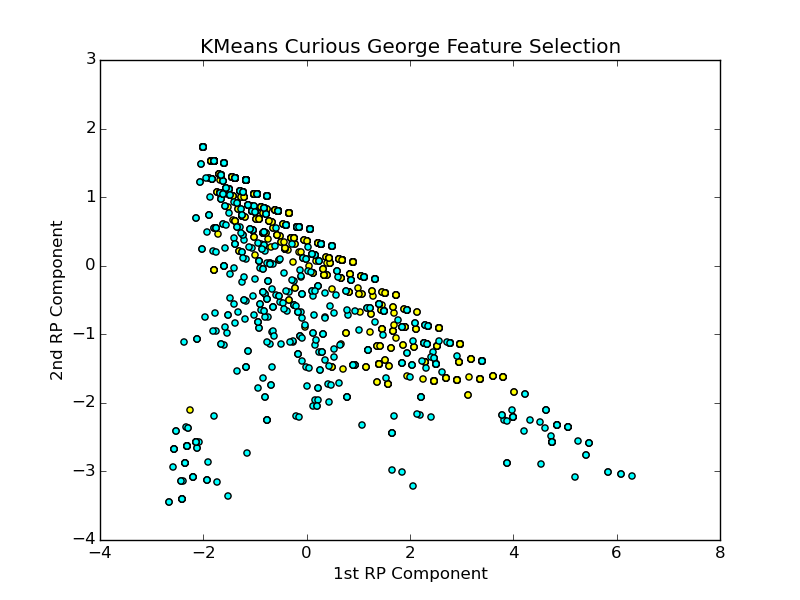 KMeans Curious George Feature Selection
3
2
1
0
−1
−2
−3
−4
2nd RP Component
−4 −2 0 2 4 6 8
1st RP Component